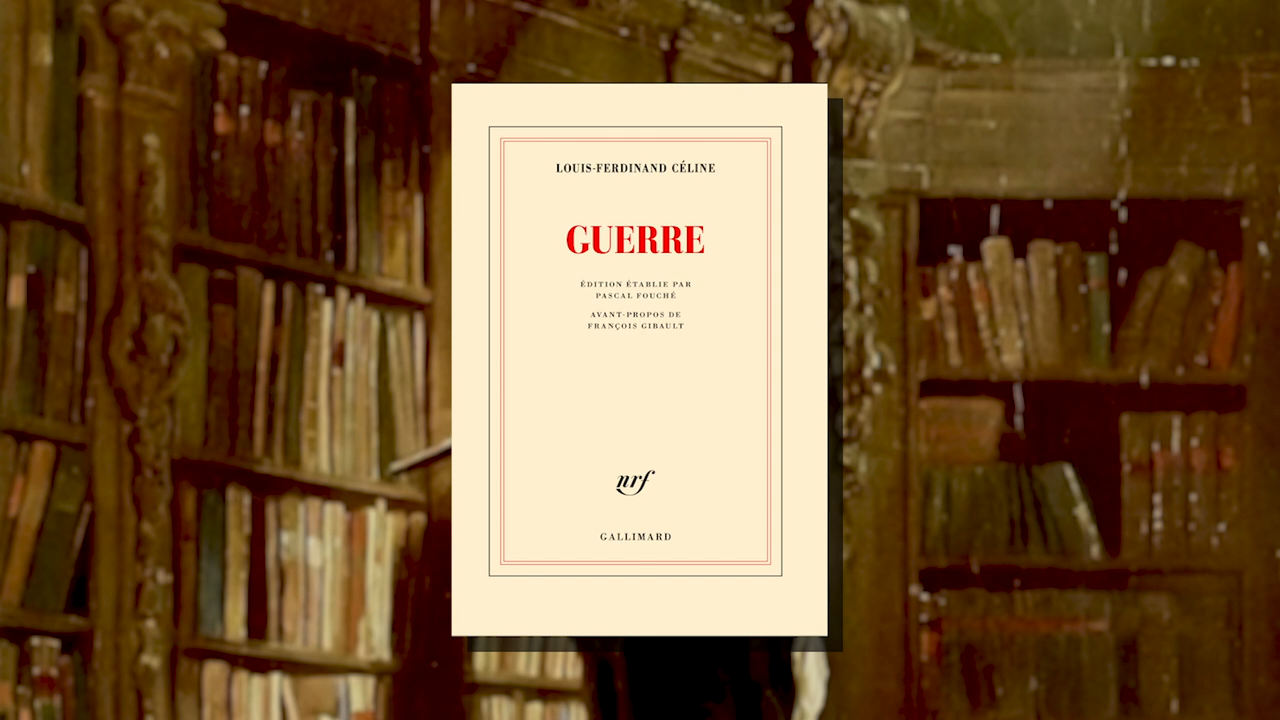 LOUIS-FERDINAND CÉLINE
GUERRE
ÉDITION ÉTABLIE PAR
PASCAL FOUCHÉ
AVANT-PROPOS DE
FRANÇOIS GIBAULT
nrf
GALLIMARD